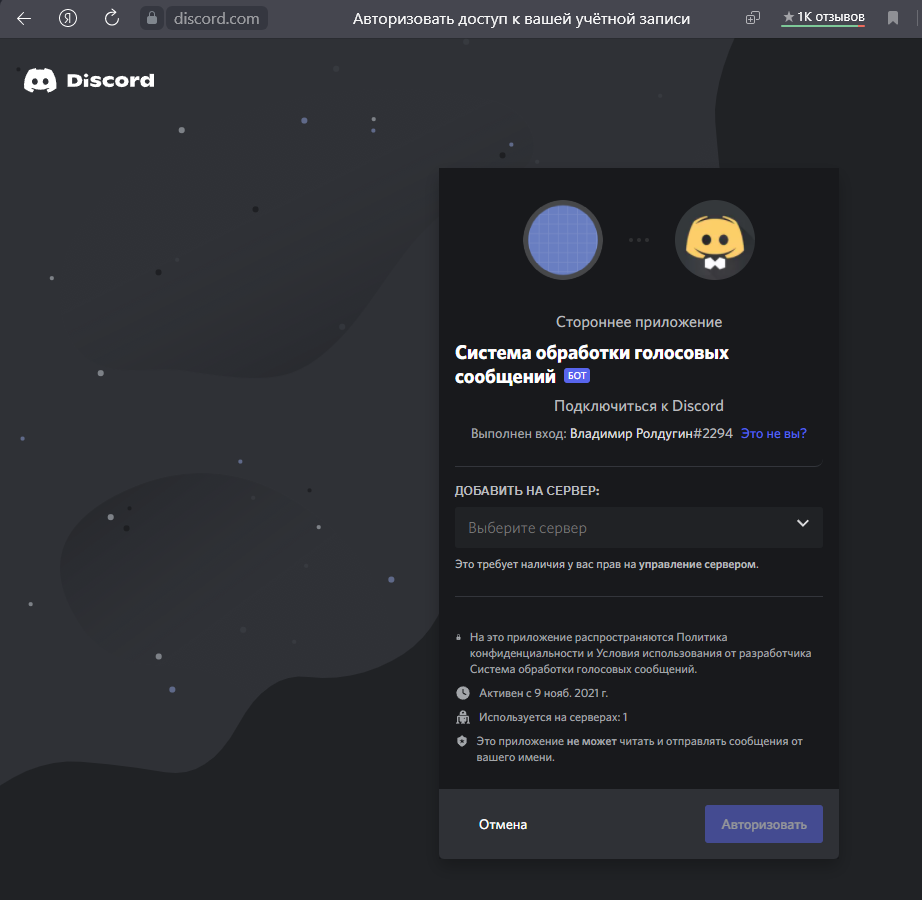 discord.com
Авторизовать доступ к вашей учётной записи
★ 1K отзывов
Discord
Стороннее приложение
Система обработки голосовых
сообщений БОТ
Подключиться к Discord
Выполнен вход: Владимир Ролдугин#2294 Это не вы?
ДОБАВИТЬ НА СЕРВЕР:
Выберите сервер
Это требует наличия у вас прав на управление сервером.
На это приложение распространяются Политика
конфиденциальности и Условия использования от разработчика
Система обработки голосовых сообщений.
Активен с 9 нояб. 2021 г.
Используется на серверах: 1
Это приложение не может читать и отправлять сообщения от
вашего имени.
Отмена
Авторизовать